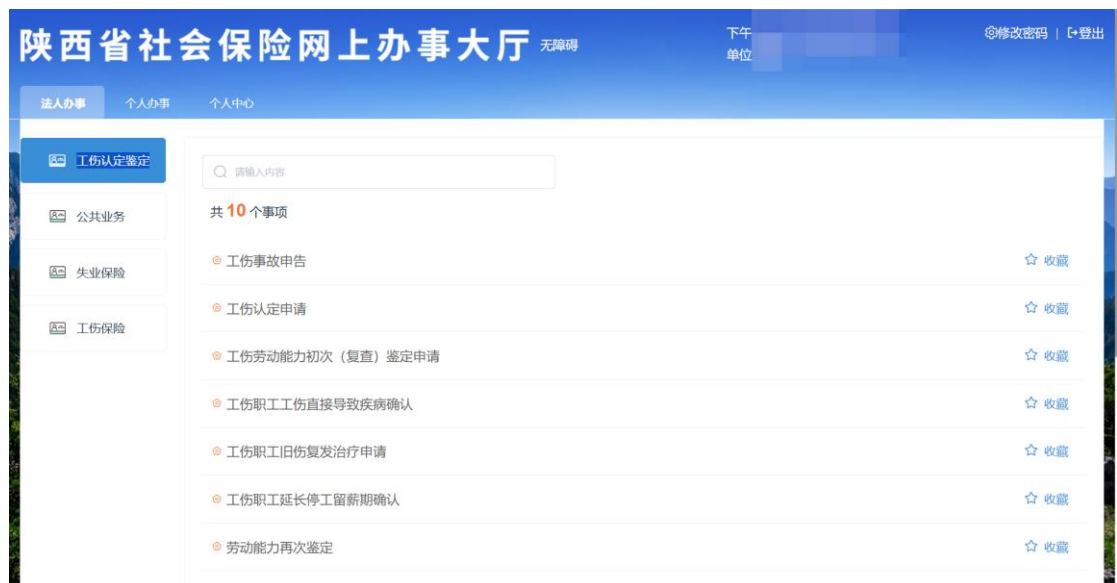 陕西省社会保险网上办事大厅 无障碍
下午
单位
修改密码 | 登出
法人办事 个人办事 个人中心
工伤认定鉴定
公共业务
失业保险
工伤保险
请输入内容
共 10 个事项
工伤事故申告 收藏
工伤认定申请 收藏
工伤劳动能力初次（复查）鉴定申请 收藏
工伤职工工伤直接导致疾病确认 收藏
工伤职工旧伤复发治疗申请 收藏
工伤职工延长停工留薪期确认 收藏
劳动能力再次鉴定 收藏